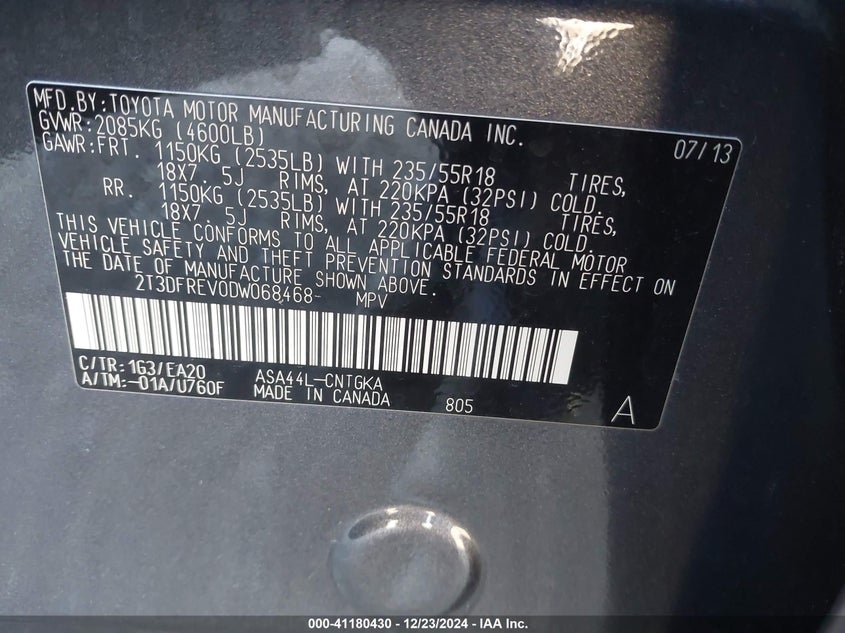 MFD.BY:TOYOTA MOTOR MANUFACTURING CANADA INC. 07/13
GVWR:2085KG (4600LB)
GAWR:FRT. 1150KG (2535LB) WITH 235/55R18 TIRES,
18X7 5J RIMS, AT 220KPA (32PSI) COLD.
RR. 1150KG (2535LB) WITH 235/55R18 TIRES,
18X7 5J RIMS, AT 220KPA (32PSI) COLD.
THIS VEHICLE CONFORMS TO ALL APPLICABLE FEDERAL MOTOR
VEHICLE SAFETY AND THEFT PREVENTION STANDARDS IN EFFECT ON
THE DATE OF MANUFACTURE SHOWN ABOVE.
2T3DFREV0DW068468 MPV
C/TR:1G3/EA20 ASA44L-CNTGKA
A/TM:-01A/U760F MADE IN CANADA 805 A
000-41180430 - 12/23/2024 - IAA Inc.